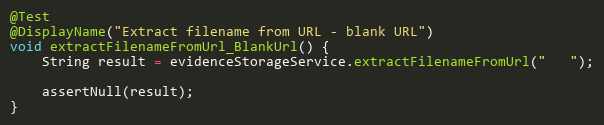 @Test
@DisplayName("Extract filename from URL - blank URL")
void extractFilenameFromUrl_BlankUrl() {
    String result = evidenceStorageService.extractFilenameFromUrl("   ");

    assertNull(result);
}